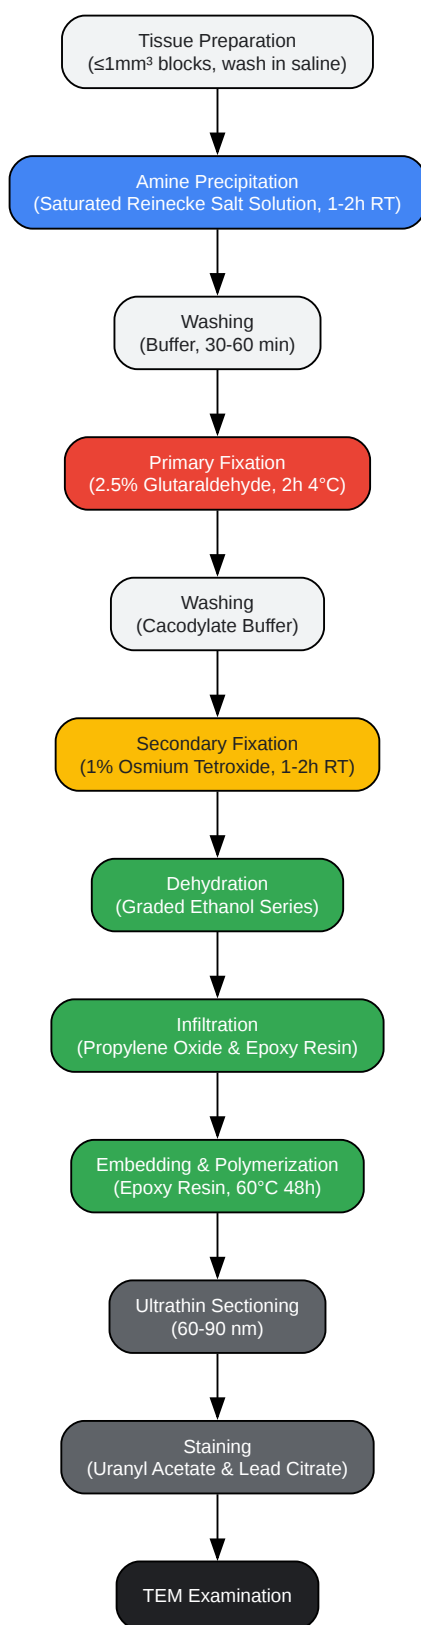 Tissue Preparation
(≤1mm³ blocks, wash in saline)
Amine Precipitation
(Saturated Reinecke Salt Solution, 1-2h RT)
Washing
(Buffer, 30-60 min)
Primary Fixation
(2.5% Glutaraldehyde, 2h 4°C)
Washing
(Cacodylate Buffer)
Secondary Fixation
(1% Osmium Tetroxide, 1-2h RT)
Dehydration
(Graded Ethanol Series)
Infiltration
(Propylene Oxide & Epoxy Resin)
Embedding & Polymerization
(Epoxy Resin, 60°C 48h)
Ultrathin Sectioning
(60-90 nm)
Staining
(Uranyl Acetate & Lead Citrate)
TEM Examination